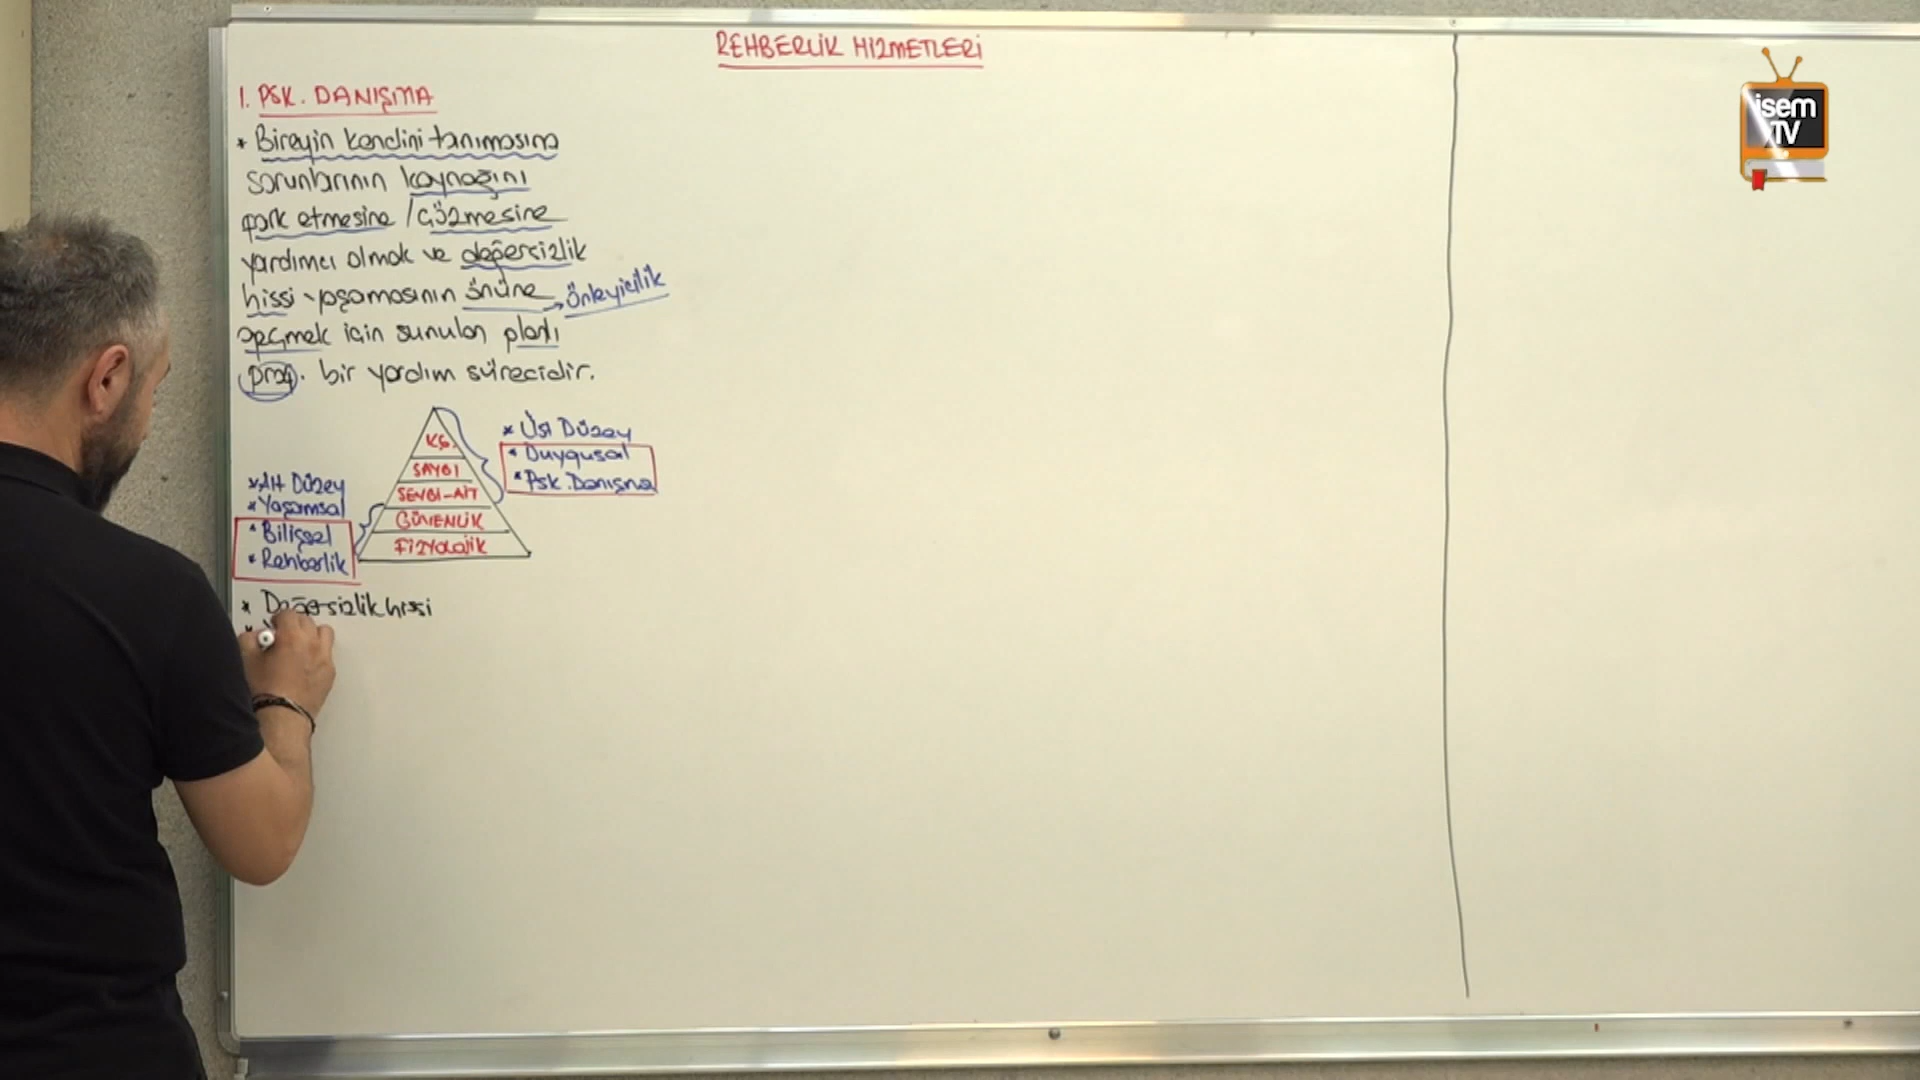 REHBERLİK HİZMETLERİ
isem
TV
1. PSK. DANIŞMA
* Bireyin kendini tanımasına
sorunlarının kaynağını
fark etmesine / çözmesine
yardımcı olmak ve değersizlik
hissi yaşamasının önüne → Önleyicilik
geçmek için sunulan planlı
prog. bir yardım sürecidir.
KG.
SAYGI
SEVGİ-AİT
GÜVENLİK
FİZYOLOJİK
* Üst Düzey
* Duygusal
* Psk. Danışma
* Alt Düzey
* Yaşamsal
* Bilişsel
* Rehberlik
* Değersizlik hissi